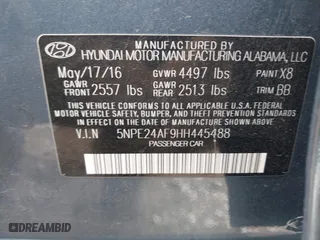 MANUFACTURED BY
HYUNDAI MOTOR MANUFACTURING ALABAMA, LLC
May/17/16 GVWR 4497 lbs PAINT X8
GAWR FRONT 2557 lbs GAWR REAR 2513 lbs TRIM BB
THIS VEHICLE CONFORMS TO ALL APPLICABLE
FEDERAL MOTOR VEHICLE SAFETY, BUMPER, AND THEFT PREVENTION
STANDARDS IN EFFECT ON THE DATE OF MANUFACTURE SHOWN ABOVE.
V.I.N 5NPE24AF9HH445488
PASSENGER CAR